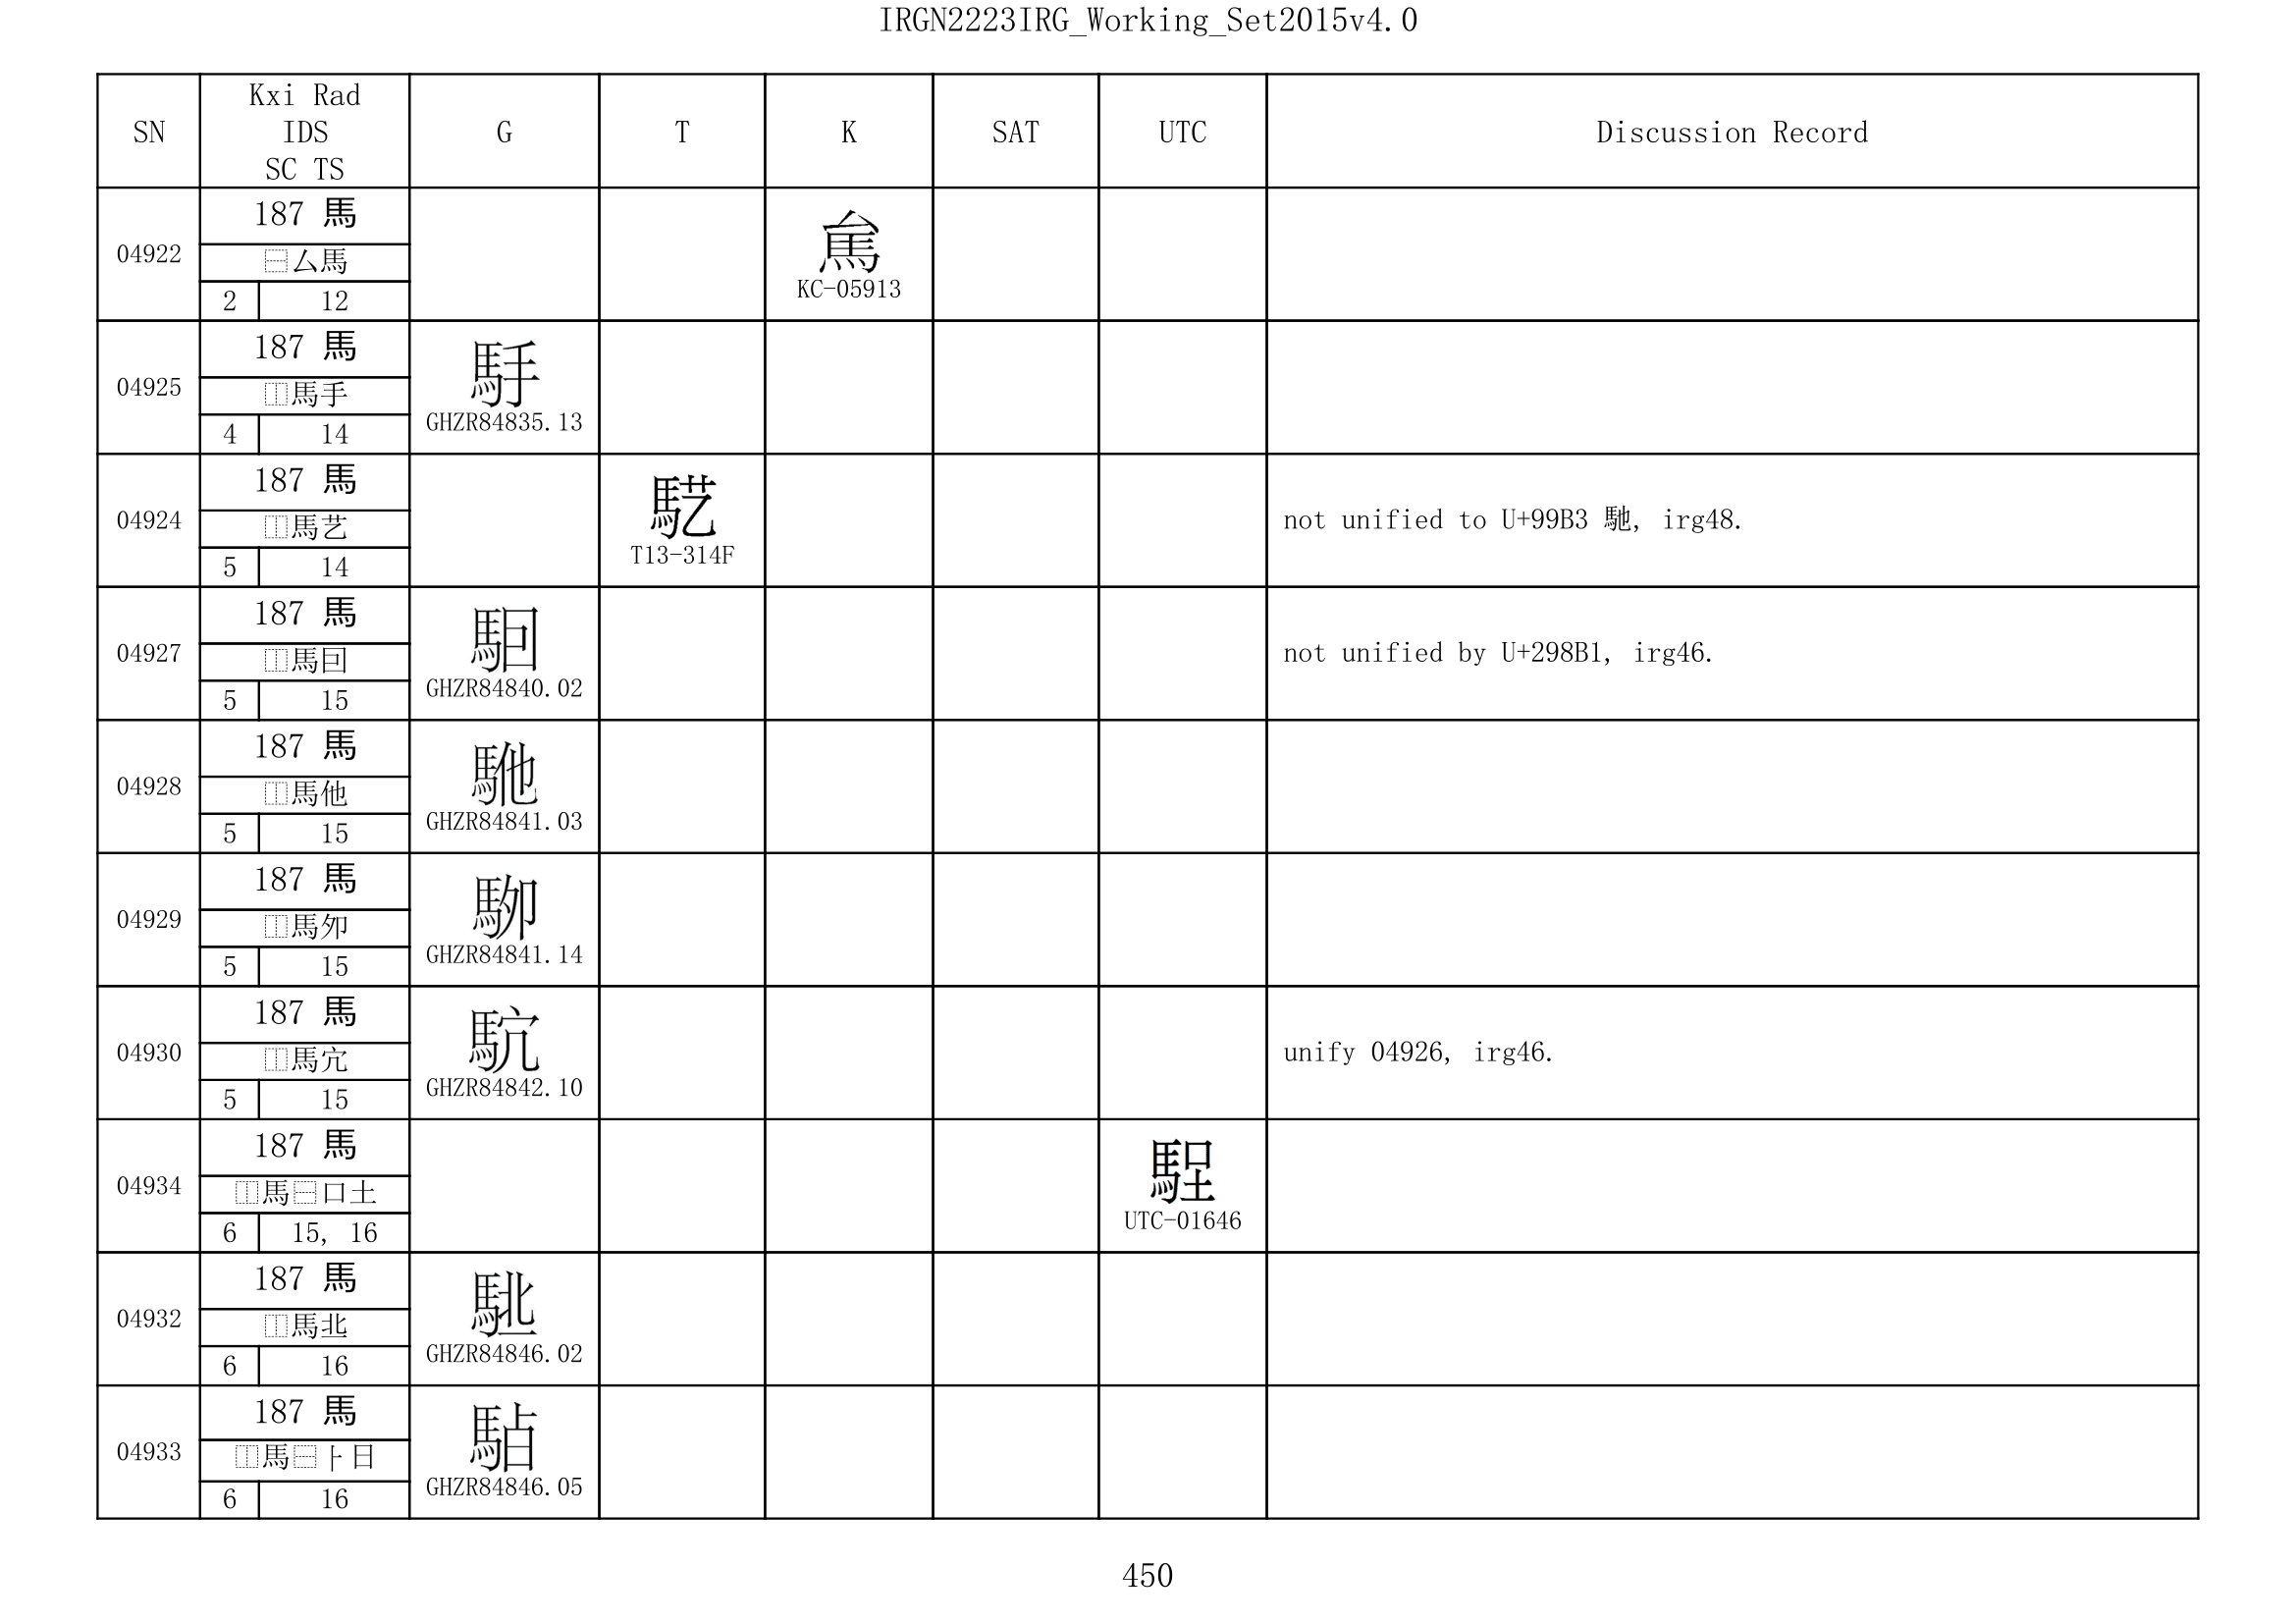 IRGN2223IRG_Working_Set2015v4.0
SN
Kxi Rad
IDS
SC TS
G
T
K
SAT
UTC
Discussion Record
04922
187 馬
⿱厶馬
2
12
KC-05913
04925
187 馬
⿰馬手
4
14
GHZR84835.13
04924
187 馬
⿰馬艺
5
14
T13-314F
not unified to U+99B3 馳, irg48.
04927
187 馬
⿰馬囙
5
15
GHZR84840.02
not unified by U+298B1, irg46.
04928
187 馬
⿰馬他
5
15
GHZR84841.03
04929
187 馬
⿰馬夘
5
15
GHZR84841.14
04930
187 馬
⿰馬宂
5
15
GHZR84842.10
unify 04926, irg46.
04934
187 馬
⿰馬⿱口土
6
15, 16
UTC-01646
04932
187 馬
⿰馬㐀
6
16
GHZR84846.02
04933
187 馬
⿰馬⿱⺊日
6
16
GHZR84846.05
450